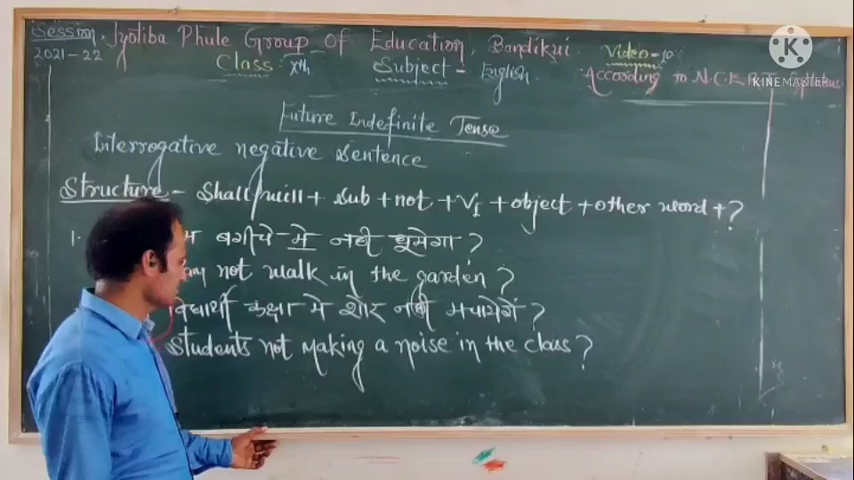 Session. Jyotiba Phule Group Of Education, Bandikui
2021-22 Class: Xth Subject - English. Video-10
According to N.C.E.R.T Syllabus
KINEMASTER
Future Indefinite Tense
Interrogative negative sentence
Structure - Shall/will + Sub + not + V1 + object + other word + ?
1. बगीचे में नही घूमेगा ?
not walk in the garden ?
विधार्थी कक्षा मे शोर नही मचायेगें ?
Students not making a noise in the class ?